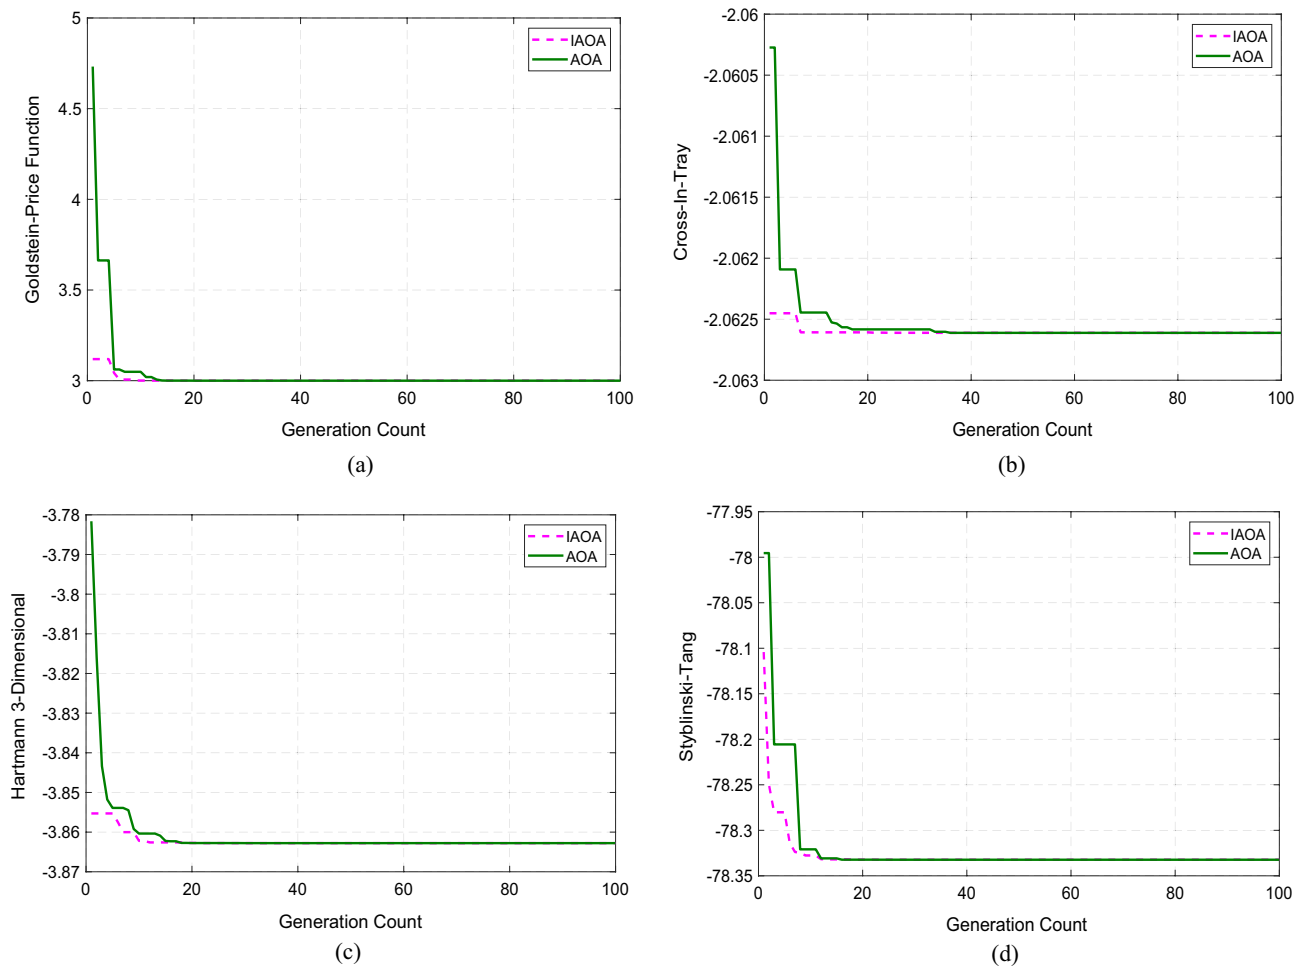 5
4.5
4
3.5
3
Goldstein-Price Function
IAOA
AOA
0 20 40 60 80 100
Generation Count
(a)
-2.06
-2.0605
-2.061
-2.0615
-2.062
-2.0625
-2.063
Cross-In-Tray
IAOA
AOA
0 20 40 60 80 100
Generation Count
(b)
-3.78
-3.79
-3.8
-3.81
-3.82
-3.83
-3.84
-3.85
-3.86
-3.87
Hartmann 3-Dimensional
IAOA
AOA
0 20 40 60 80 100
Generation Count
(c)
-77.95
-78
-78.05
-78.1
-78.15
-78.2
-78.25
-78.3
-78.35
Styblinski-Tang
IAOA
AOA
0 20 40 60 80 100
Generation Count
(d)